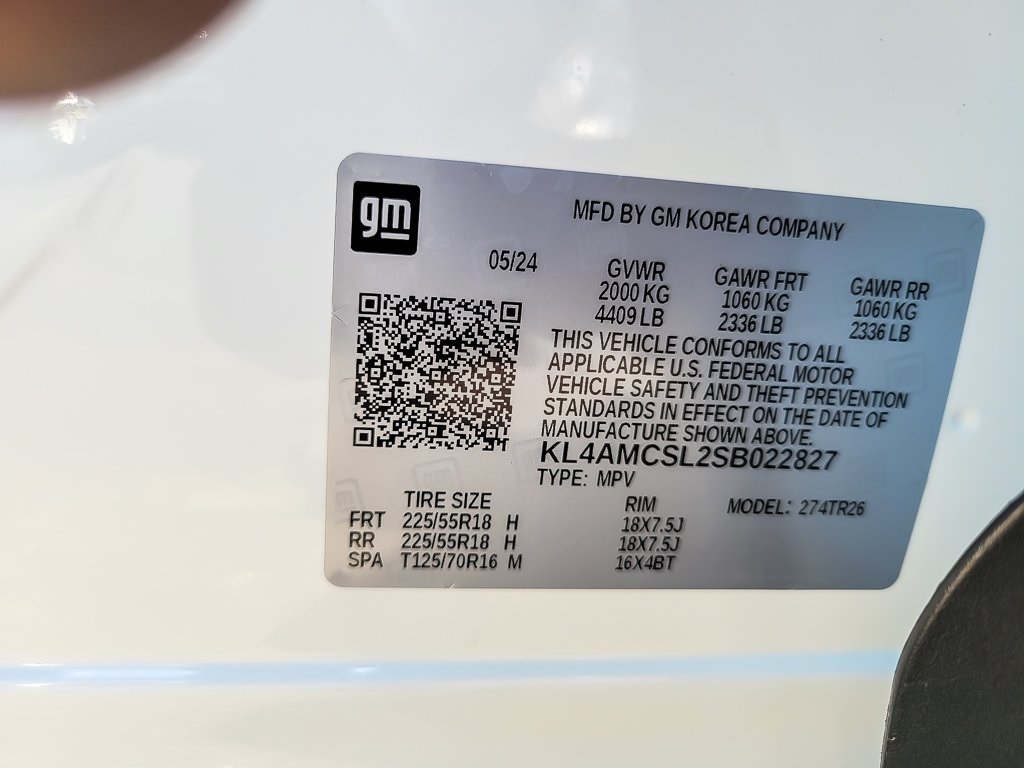 gm
MFD BY GM KOREA COMPANY
05/24
GVWR GAWR FRT GAWR RR
2000 KG 1060 KG 1060 KG
4409 LB 2336 LB 2336 LB
THIS VEHICLE CONFORMS TO ALL
APPLICABLE U.S. FEDERAL MOTOR
VEHICLE SAFETY AND THEFT PREVENTION
STANDARDS IN EFFECT ON THE DATE OF
MANUFACTURE SHOWN ABOVE.
KL4AMCSL2SB022827
TYPE: MPV
TIRE SIZE RIM MODEL: 274TR26
FRT 225/55R18 H 18X7.5J
RR 225/55R18 H 18X7.5J
SPA T125/70R16 M 16X4BT